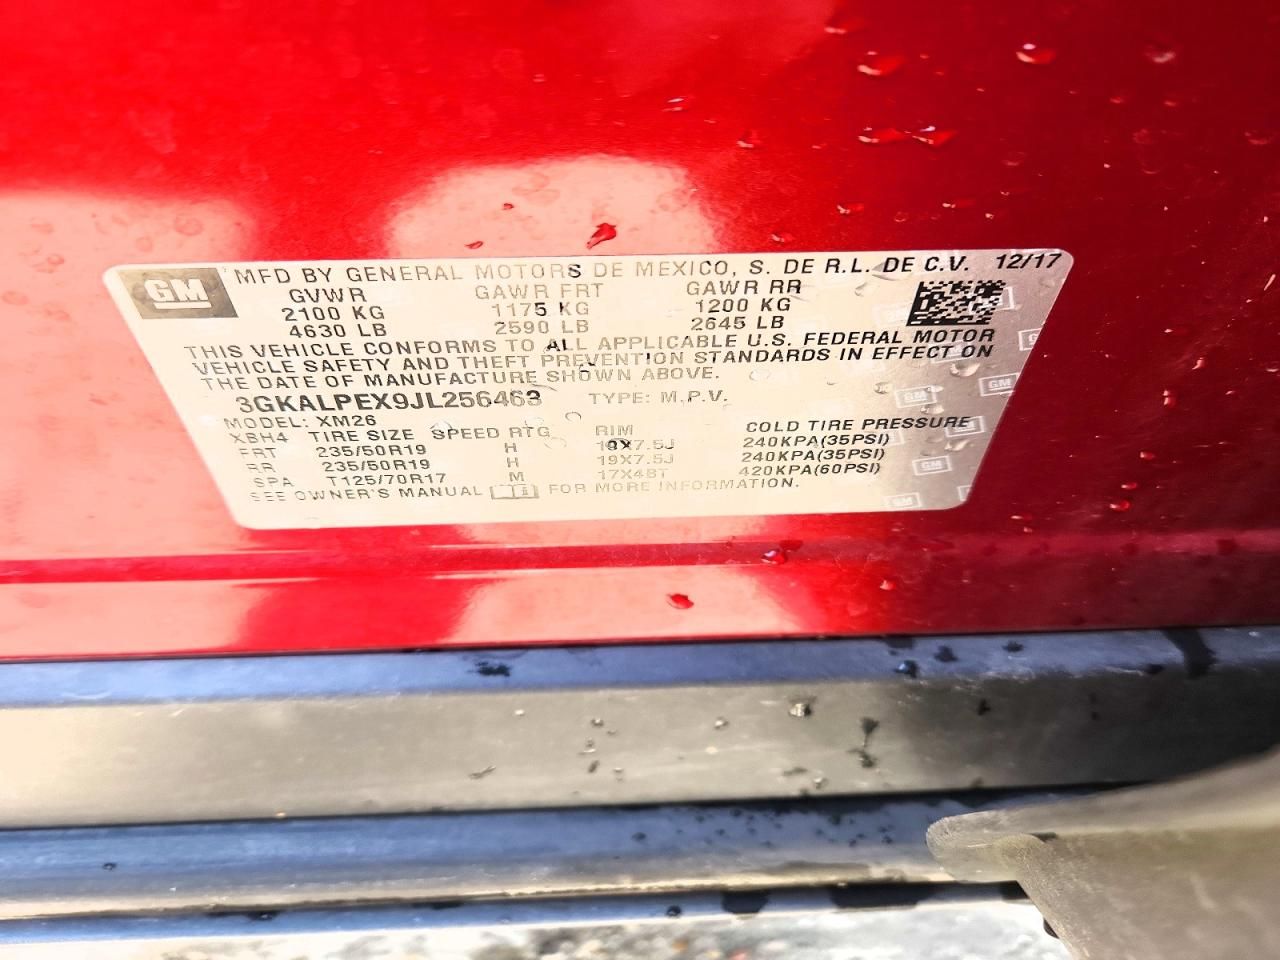 GM MFD BY GENERAL MOTORS DE MEXICO, S. DE R.L. DE C.V. 12/17
GVWR GAWR FRT GAWR RR
2100 KG 1175 KG 1200 KG
4630 LB 2590 LB 2645 LB
THIS VEHICLE CONFORMS TO ALL APPLICABLE U.S. FEDERAL MOTOR
VEHICLE SAFETY AND THEFT PREVENTION STANDARDS IN EFFECT ON
THE DATE OF MANUFACTURE SHOWN ABOVE.
3GKALPEX9JL256463 TYPE: M.P.V.
MODEL: XM26
XBH4 TIRE SIZE SPEED RTG RIM COLD TIRE PRESSURE
FRT 235/50R19 H 19X7.5J 240KPA(35PSI)
RR 235/50R19 H 19X7.5J 240KPA(35PSI)
SPA T125/70R17 M 17X4BT 420KPA(60PSI)
SEE OWNER'S MANUAL FOR MORE INFORMATION.